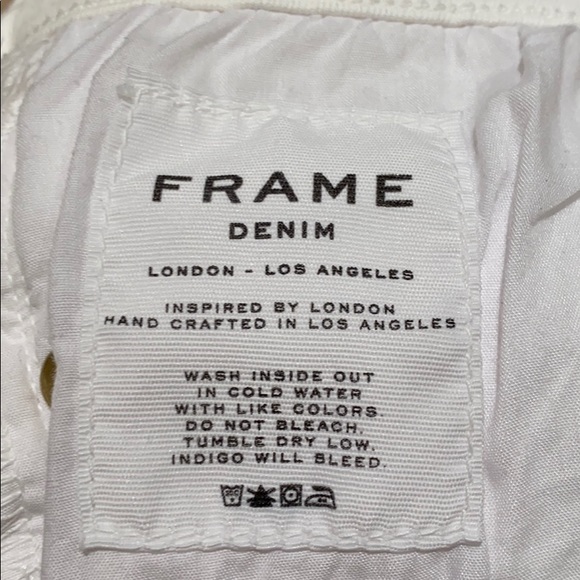 FRAME
DENIM
LONDON - LOS ANGELES
INSPIRED BY LONDON
HAND CRAFTED IN LOS ANGELES
WASH INSIDE OUT
IN COLD WATER
WITH LIKE COLORS.
DO NOT BLEACH.
TUMBLE DRY LOW.
INDIGO WILL BLEED.